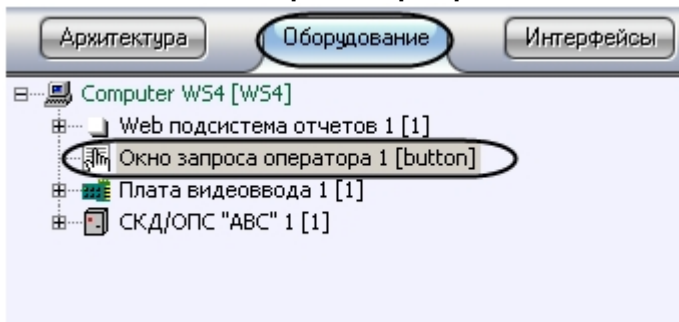 Архитектура Оборудование Интерфейсы
Computer WS4 [WS4]
Web подсистема отчетов 1 [1]
Окно запроса оператора 1 [button]
Плата видеоввода 1 [1]
СКД/ОПС "АВС" 1 [1]